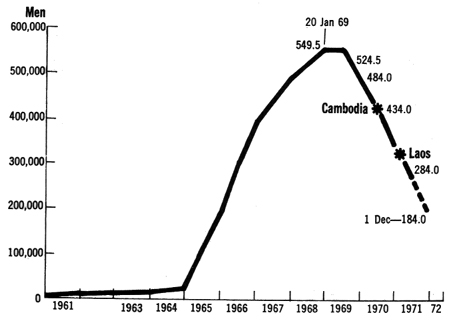 Men
20 Jan 69
600,000
549.5
524.5
500,000
484.0
Cambodia
434.0
400,000
Laos
300,000
284.0
200,000
1 Dec—184.0
100,000
0
1961 1963 1964 1965 1966 1967 1968 1969 1970 1971 72